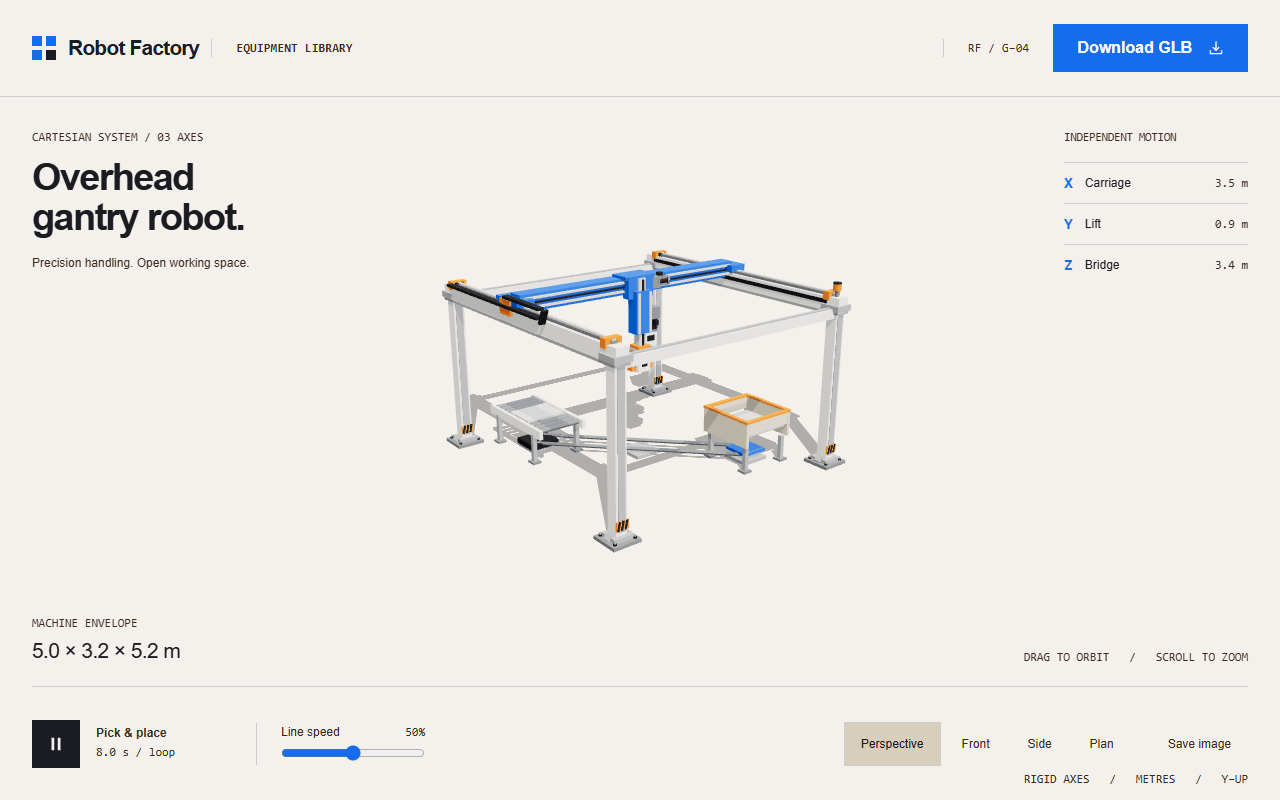 Robot Factory
EQUIPMENT LIBRARY
RF / G-04
Download GLB
CARTESIAN SYSTEM / 03 AXES
Overhead
gantry robot.
Precision handling. Open working space.
INDEPENDENT MOTION
X Carriage 3.5 m
Y Lift 0.9 m
Z Bridge 3.4 m
MACHINE ENVELOPE
5.0 × 3.2 × 5.2 m
DRAG TO ORBIT / SCROLL TO ZOOM
Pick & place
8.0 s / loop
Line speed 50%
Perspective Front Side Plan Save image
RIGID AXES / METRES / Y-UP